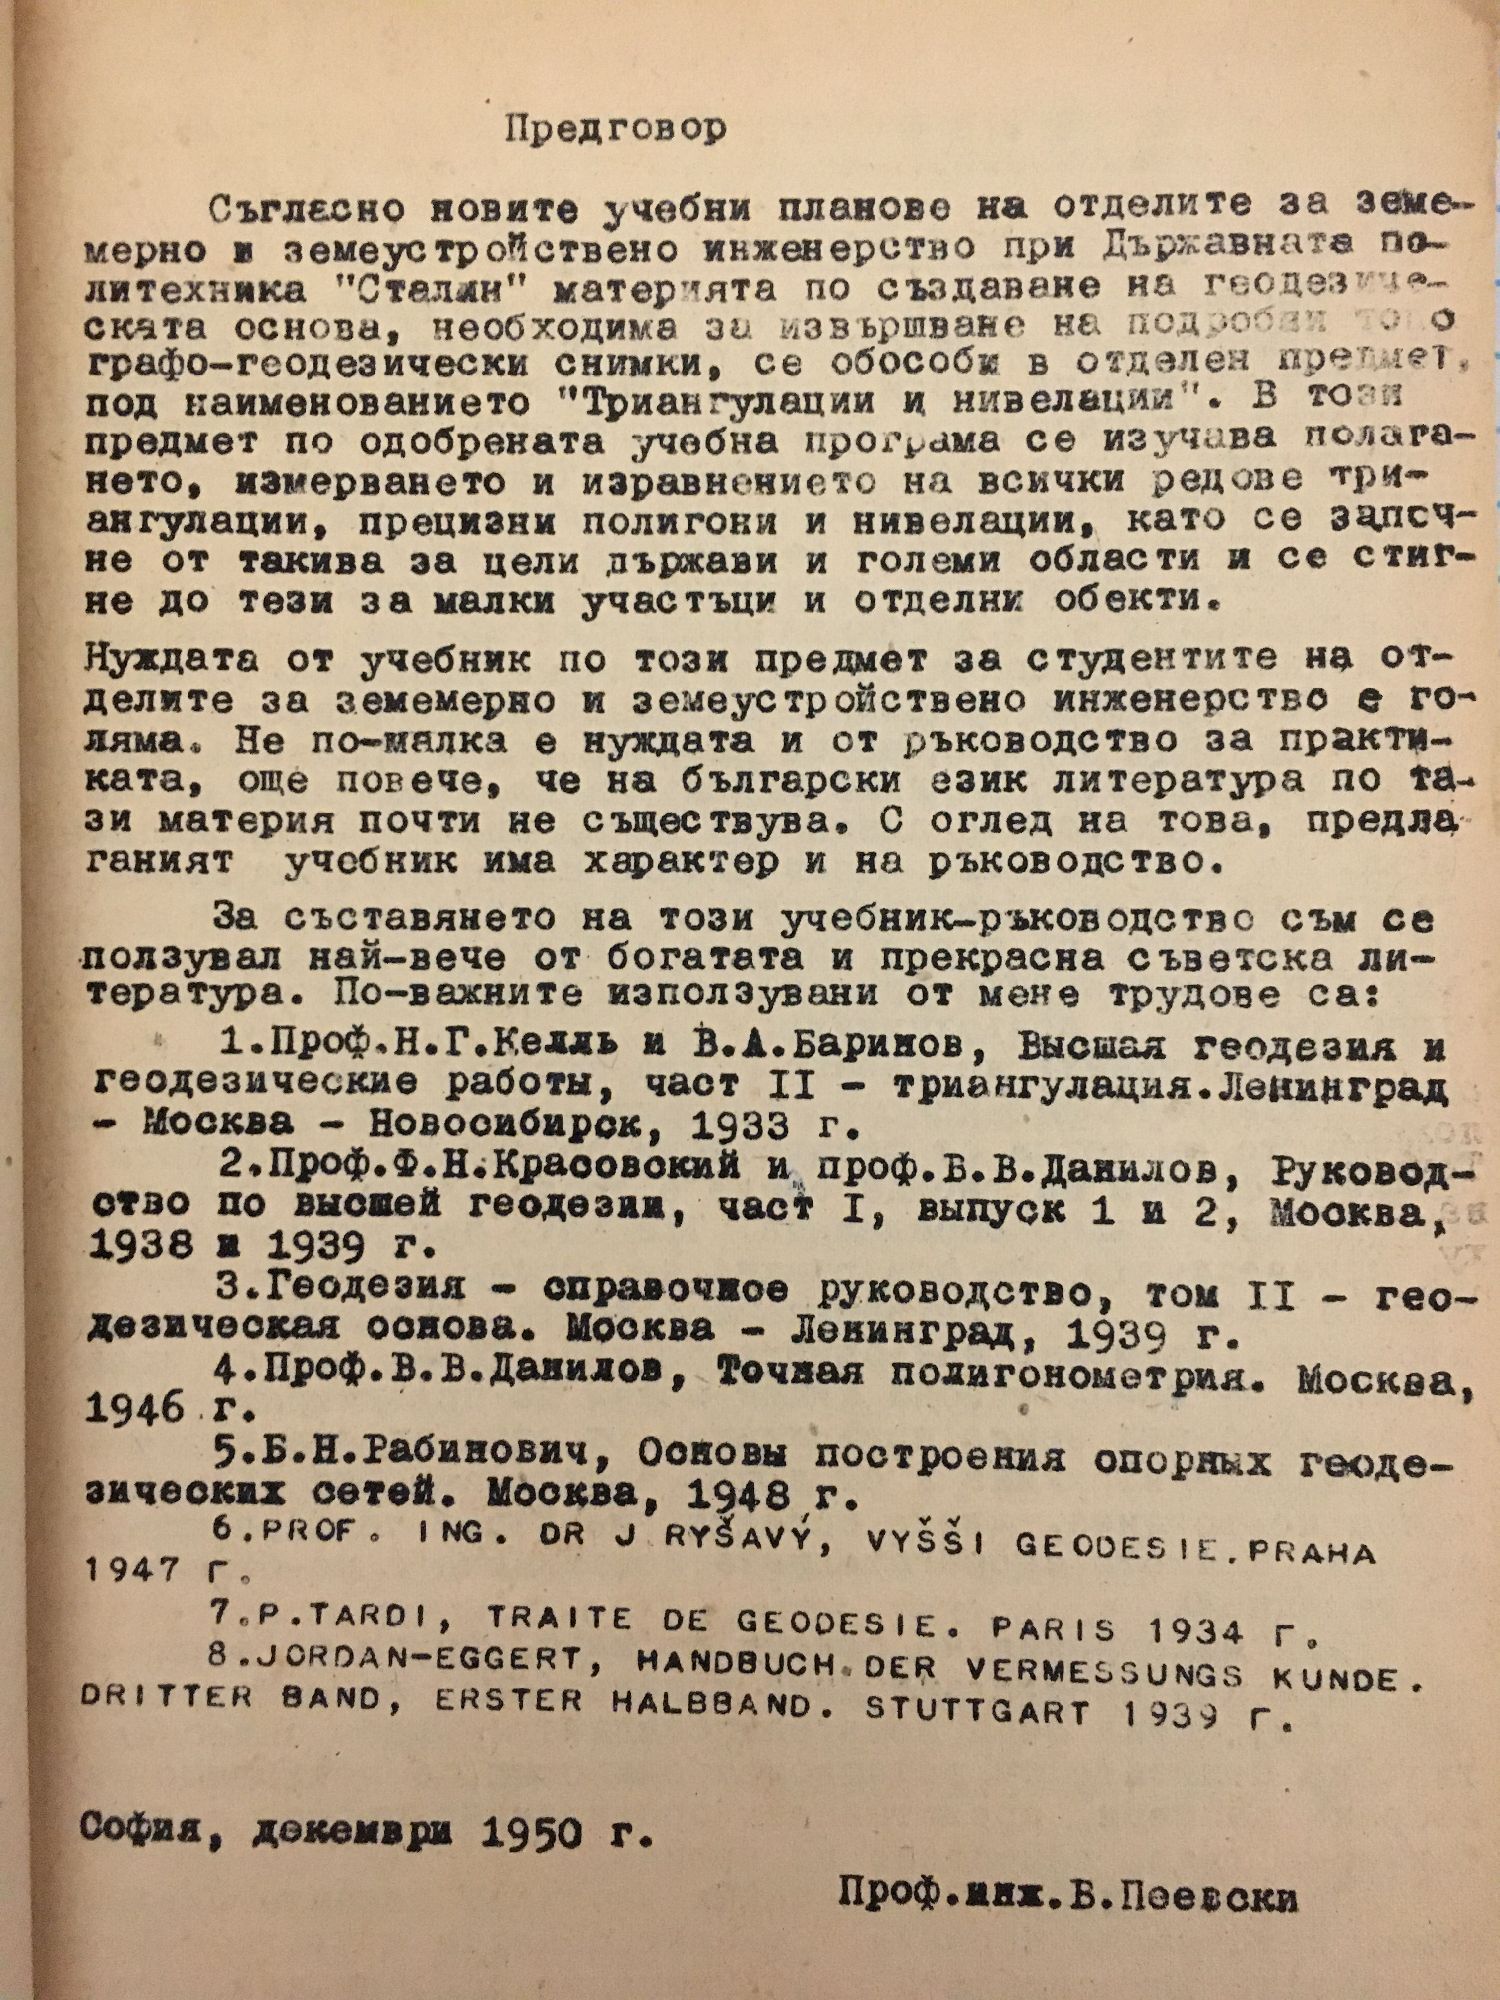 Предговор
Съгласно новите учебни планове на отделите за земе-
мерно и земеустройствено инженерство при Държавната по-
литехника "Сталин" материята по създаване на геодезиче-
ската основа, необходима за извършване на подробни топо
графо-геодезически снимки, се обособи в отделен предмет,
под наименованието "Триангулации и нивелации". В този
предмет по одобрената учебна програма се изучава полага-
нето, измерването и изравнението на всички редове три-
ангулации, прецизни полигони и нивелации, като се започ-
не от такива за цели държави и големи области и се стиг-
не до тези за малки участъци и отделни обекти.
Нуждата от учебник по този предмет за студентите на от-
делите за земемерно и земеустройствено инженерство е го-
ляма. Не по-малка е нуждата и от ръководство за практи-
ката, още повече, че на български език литература по та-
зи материя почти не съществува. С оглед на това, предла
ганият учебник има характер и на ръководство.
За съставянето на този учебник-ръководство съм се
ползувал най-вече от богатата и прекрасна съветска ли-
тература. По-важните използувани от мене трудове са:
1.Проф.Н.Г.Келль и В.А.Баринов, Высшая геодезия и
геодезические работы, част II - триангулация.Ленинград
- Москва - Новосибирск, 1933 г.
2.Проф.Ф.Н.Красовский и проф.В.В.Данилов, Руковод-
ство по высшей геодезии, част I, выпуск 1 и 2, Москва,
1938 и 1939 г.
3.Геодезия - справочное руководство, том II - гео-
дезическая основа. Москва - Ленинград, 1939 г.
4.Проф.В.В.Данилов, Точная полигонометрия. Москва,
1946 г.
5.Б.Н.Рабинович, Основы построения опорных геоде-
зических сетей. Москва, 1948 г.
6.PROF. ING. DR J RYŠAVÝ, VYŠŠI GEODESIE.PRAHA
1947 г.
7.P.TARDI, TRAITE DE GEODESIE. PARIS 1934 г.
8.JORDAN-EGGERT, HANDBUCH.DER VERMESSUNGS KUNDE.
DRITTER BAND, ERSTER HALBBAND. STUTTGART 1939 г.
София, декември 1950 г.
Проф.инж.В.Пеевски